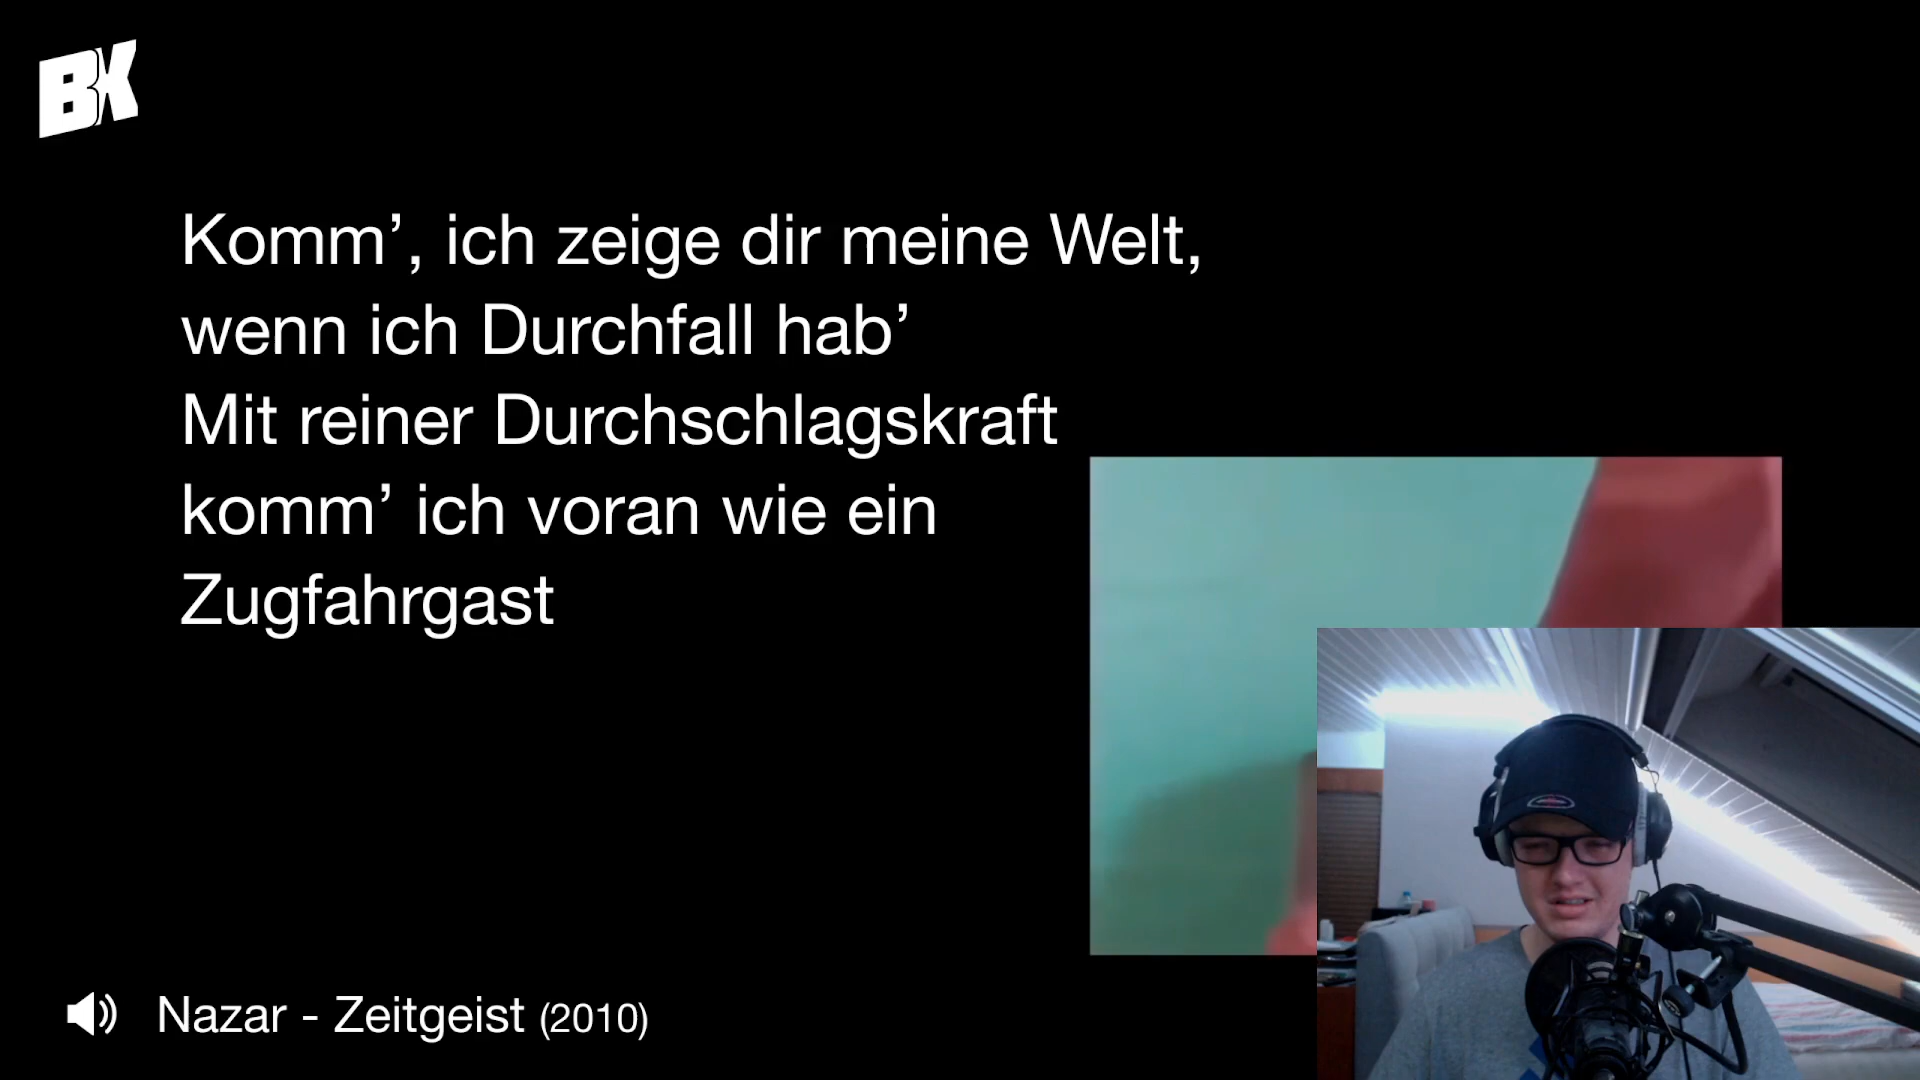 BK
Komm’, ich zeige dir meine Welt,
wenn ich Durchfall hab’
Mit reiner Durchschlagskraft
komm’ ich voran wie ein
Zugfahrgast
Nazar - Zeitgeist (2010)